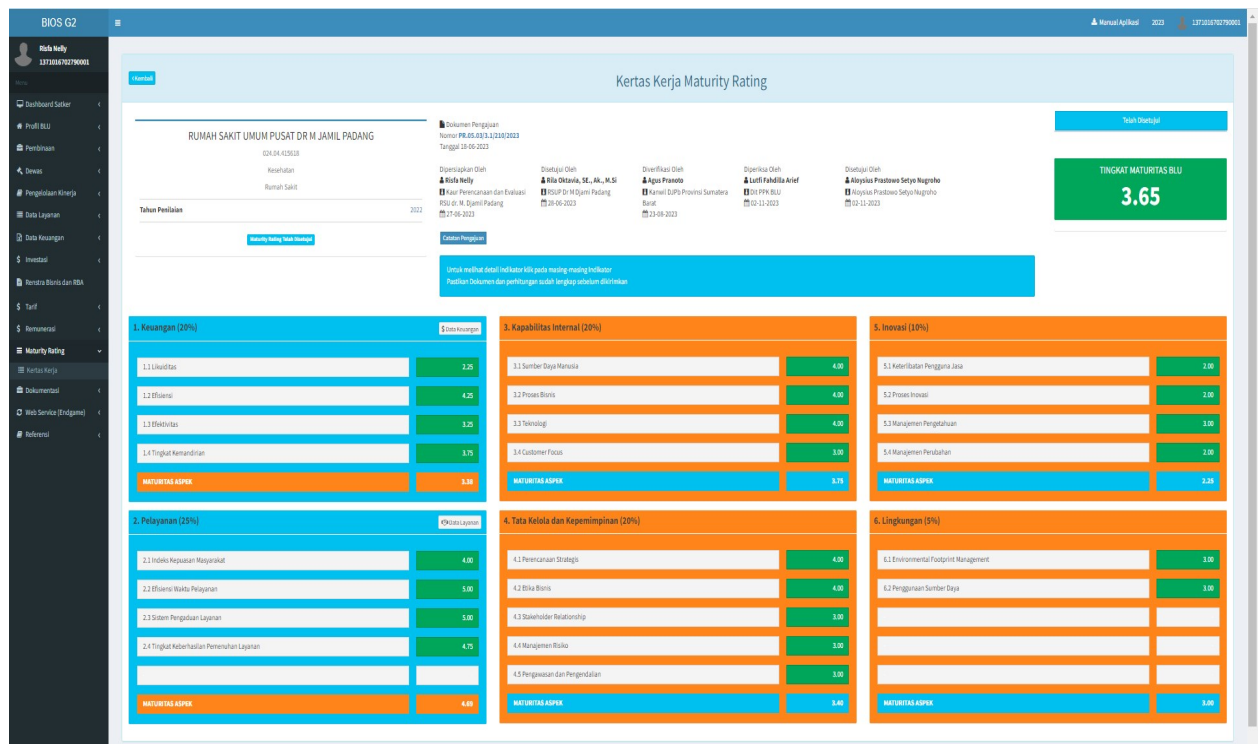 BIOS G2
Manual Aplikasi 2023 1371016702790001
Risfa Nelly
1371016702790001
Menu
Dashboard Satker
Profil BLU
Pembinaan
Dewas
Pengelolaan Kinerja
Data Layanan
Data Keuangan
Investasi
Renstra Bisnis dan RBA
Tarif
Remunerasi
Maturity Rating
Kertas Kerja
Dokumentasi
Web Service (Endgame)
Referensi
Kembali
Kertas Kerja Maturity Rating
RUMAH SAKIT UMUM PUSAT DR M JAMIL PADANG
024.04.415618
Kesehatan
Rumah Sakit
Tahun Penilaian 2022
Maturity Rating Telah Disetujui
Dokumen Pengajuan
Nomor PR.05.03/3.1/210/2023
Tanggal 16-06-2023
Dipersiapkan Oleh
Risfa Nelly
Kaur Perencanaan dan Evaluasi
RSU dr. M. Djamil Padang
27-06-2023
Disetujui Oleh
Rila Oktavia, SE., Ak., M.Si
RSUP Dr M Djami Padang
28-06-2023
Diverifikasi Oleh
Agus Pranoto
Kanwil DJPb Provinsi Sumatera
Barat
23-08-2023
Diperiksa Oleh
Lutfi Fahdilla Arief
Dit PPK BLU
02-11-2023
Disetujui Oleh
Aloysius Prastowo Setyo Nugroho
Aloysius Prastowo Setyo Nugroho
02-11-2023
Catatan Pengajuan
Untuk melihat detail Indikator klik pada masing-masing Indikator
Pastikan Dokumen dan perhitungan sudah lengkap sebelum dikirimkan
Telah Disetujui
TINGKAT MATURITAS BLU
3.65
1. Keuangan (20%)
Data Keuangan
1.1 Likuiditas 2.25
1.2 Efisiensi 4.25
1.3 Efektivitas 3.25
1.4 Tingkat Kemandirian 3.75
MATURITAS ASPEK 3.38
3. Kapabilitas Internal (20%)
3.1 Sumber Daya Manusia 4.00
3.2 Proses Bisnis 4.00
3.3 Teknologi 4.00
3.4 Customer Focus 3.00
MATURITAS ASPEK 3.75
5. Inovasi (10%)
5.1 Keterlibatan Pengguna Jasa 2.00
5.2 Proses Inovasi 2.00
5.3 Manajemen Pengetahuan 3.00
5.4 Manajemen Perubahan 2.00
MATURITAS ASPEK 2.25
2. Pelayanan (25%)
Data Layanan
2.1 Indeks Kepuasan Masyarakat 4.00
2.2 Efisiensi Waktu Pelayanan 5.00
2.3 Sistem Pengaduan Layanan 5.00
2.4 Tingkat Keberhasilan Pemenuhan Layanan 4.75
MATURITAS ASPEK 4.69
4. Tata Kelola dan Kepemimpinan (20%)
4.1 Perencanaan Strategis 4.00
4.2 Etika Bisnis 4.00
4.3 Stakeholder Relationship 3.00
4.4 Manajemen Risiko 3.00
4.5 Pengawasan dan Pengendalian 3.00
MATURITAS ASPEK 3.40
6. Lingkungan (5%)
6.1 Environmental Footprint Management 3.00
6.2 Penggunaan Sumber Daya 3.00
MATURITAS ASPEK 3.00